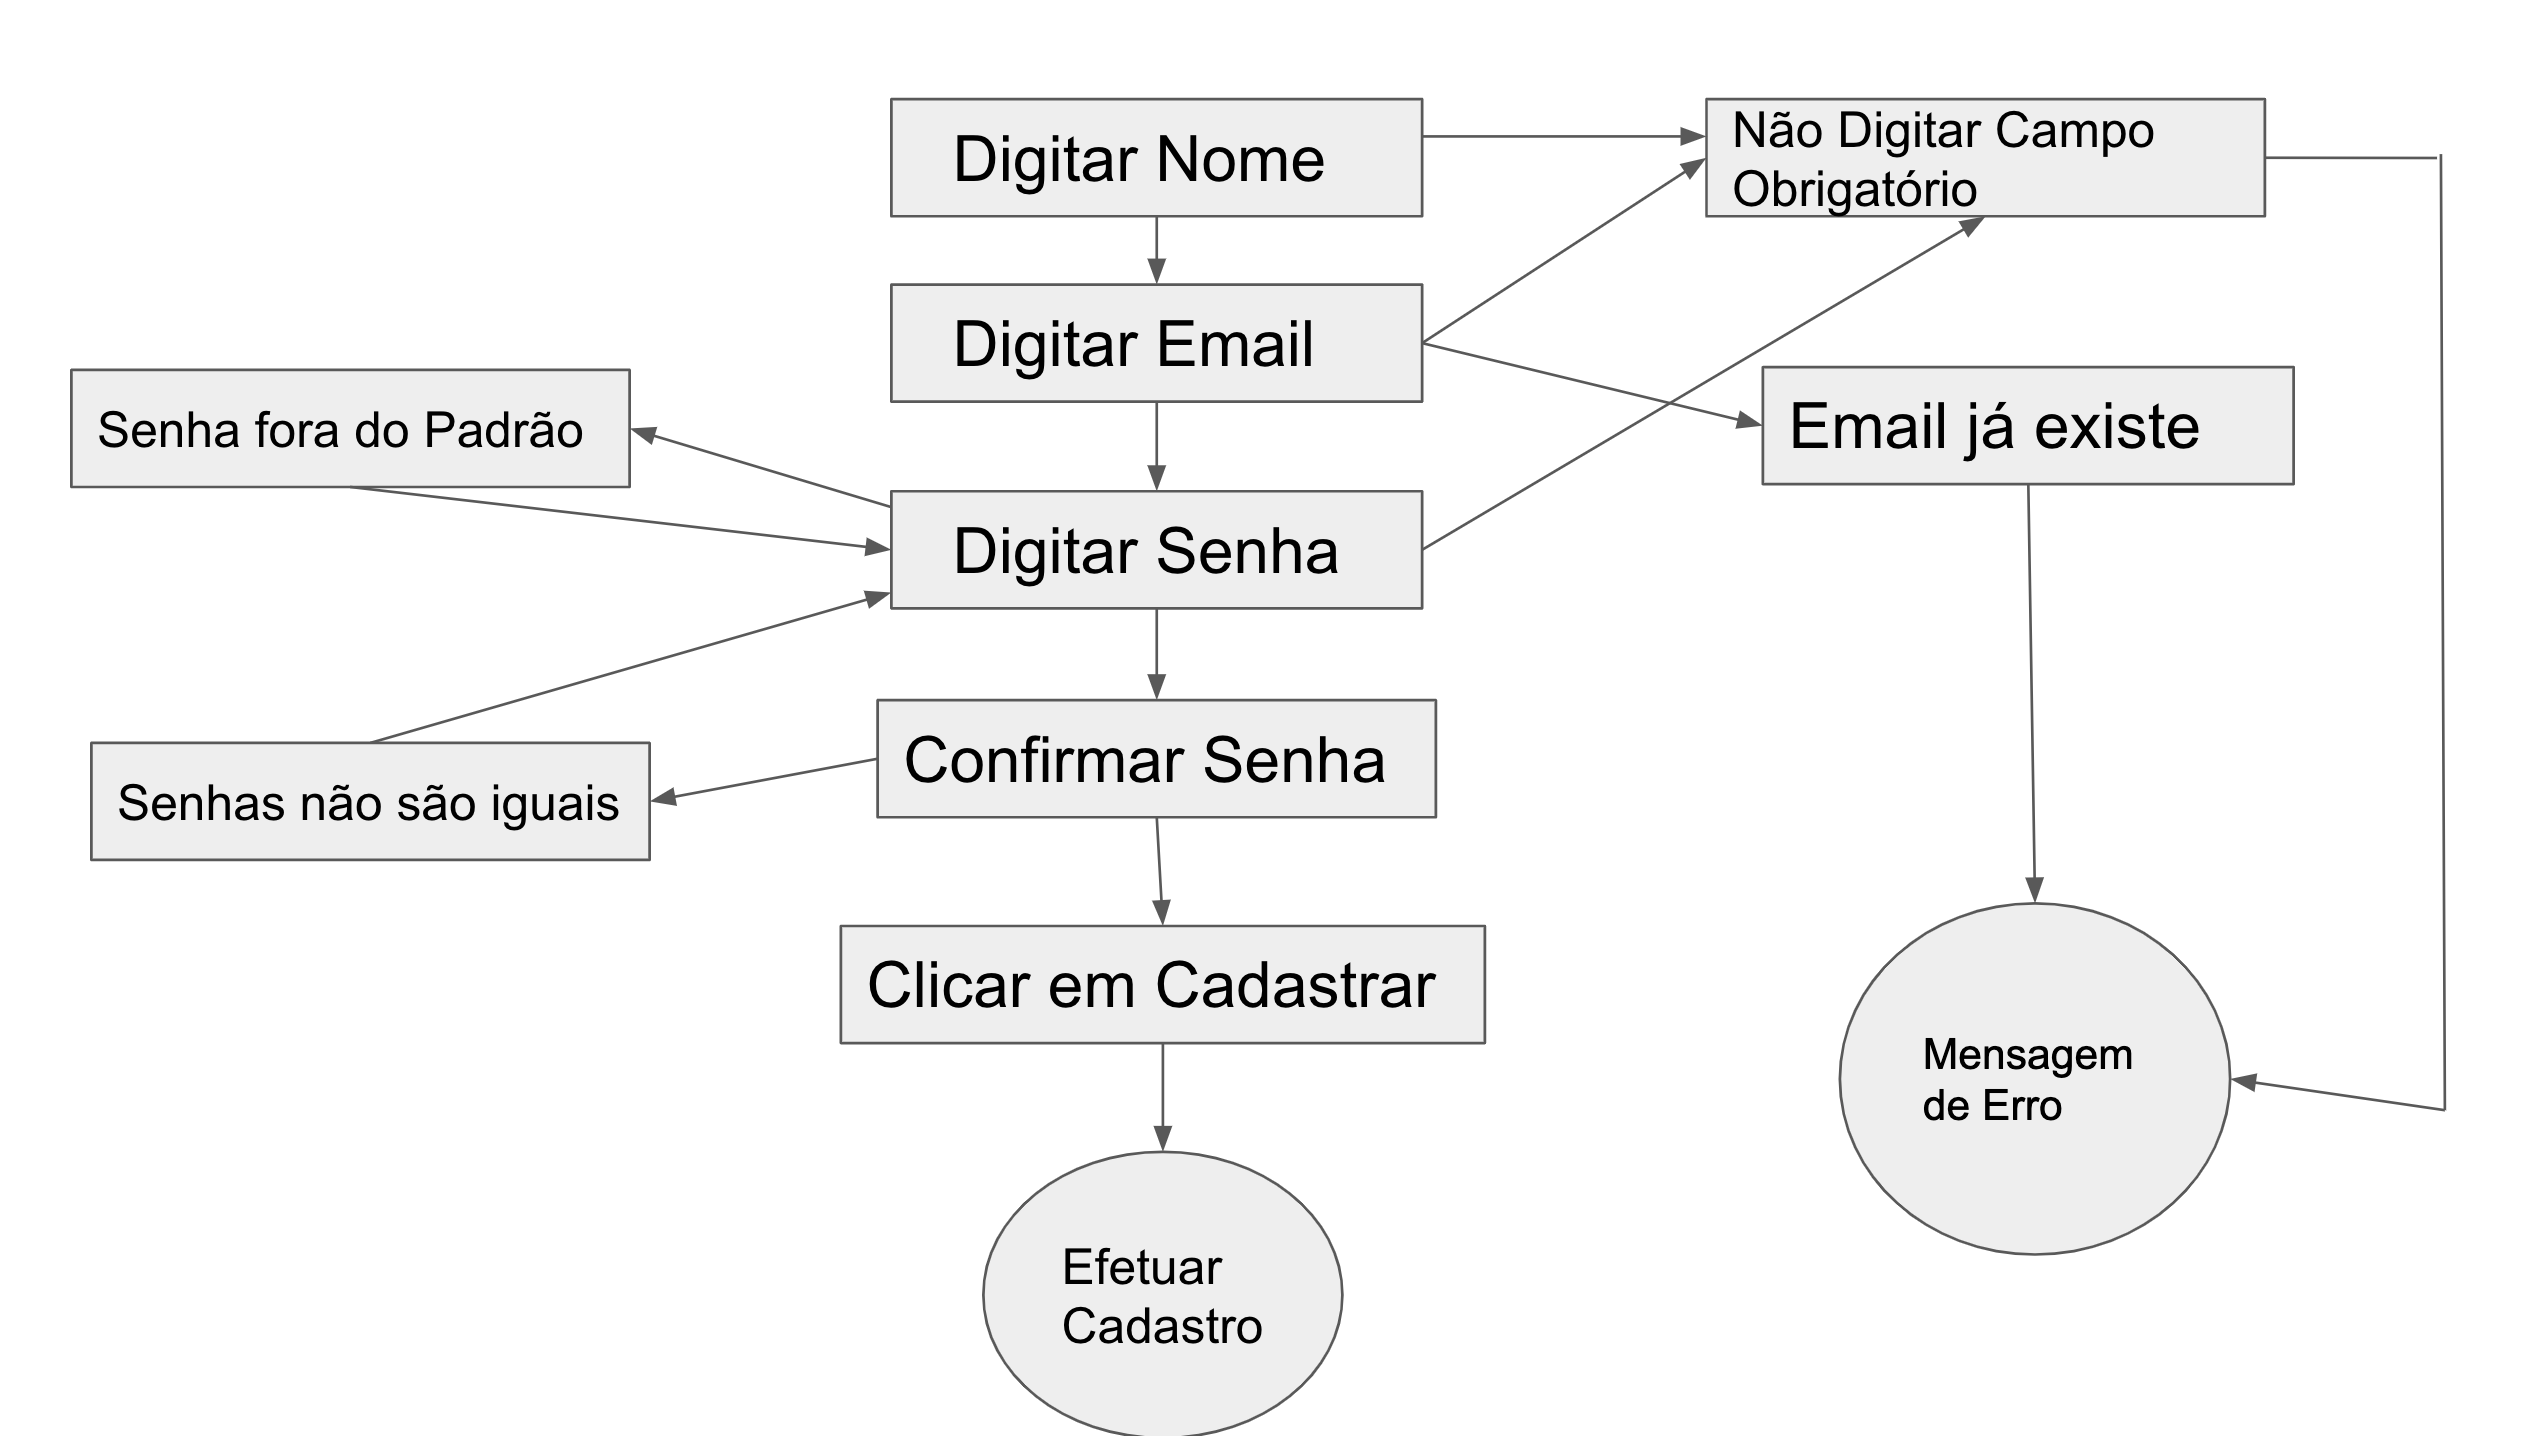 Digitar Nome
Não Digitar Campo
Obrigatório
Digitar Email
Senha fora do Padrão
Email já existe
Digitar Senha
Confirmar Senha
Senhas não são iguais
Clicar em Cadastrar
Mensagem
de Erro
Efetuar
Cadastro